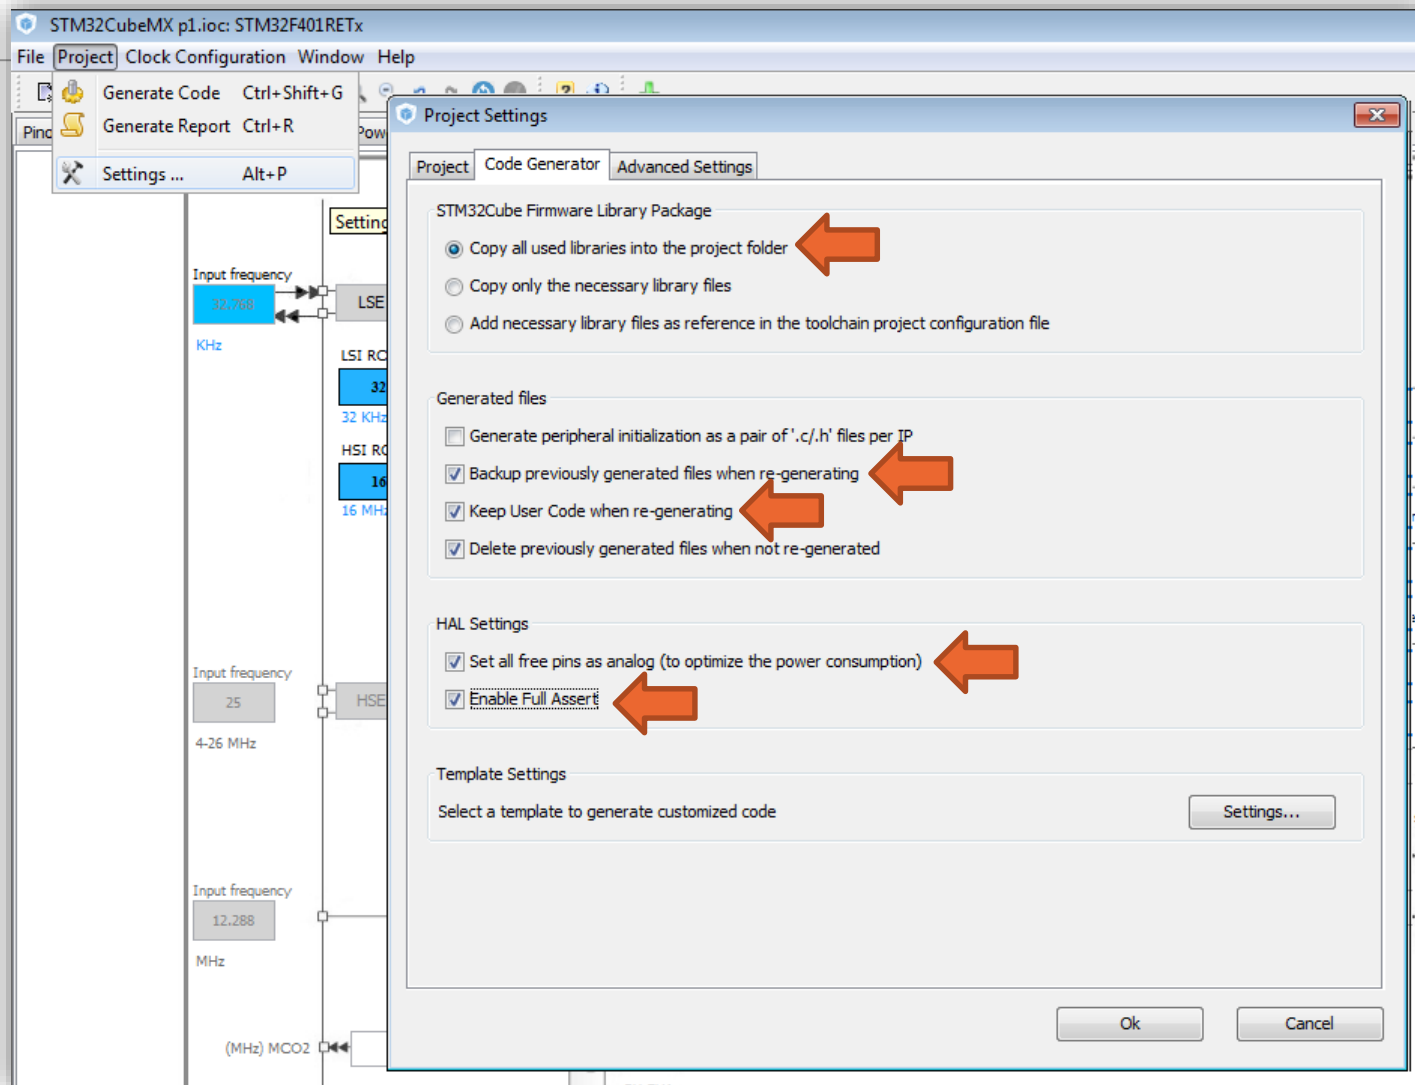 STM32CubeMX p1.ioc: STM32F401RETx
File Project Clock Configuration Window Help
Generate Code Ctrl+Shift+G
Generate Report Ctrl+R
Settings ... Alt+P
Project Settings
Project Code Generator Advanced Settings
STM32Cube Firmware Library Package
Copy all used libraries into the project folder
Copy only the necessary library files
Add necessary library files as reference in the toolchain project configuration file
Generated files
Generate peripheral initialization as a pair of '.c/.h' files per IP
Backup previously generated files when re-generating
Keep User Code when re-generating
Delete previously generated files when not re-generated
HAL Settings
Set all free pins as analog (to optimize the power consumption)
Enable Full Assert
Template Settings
Select a template to generate customized code
Settings...
Ok Cancel
Input frequency
32.768
KHz
LSE
LSI RC
32
32 KHz
HSI RC
16
16 MHz
Input frequency
25
HSE
4-26 MHz
Input frequency
12.288
MHz
(MHz) MCO2